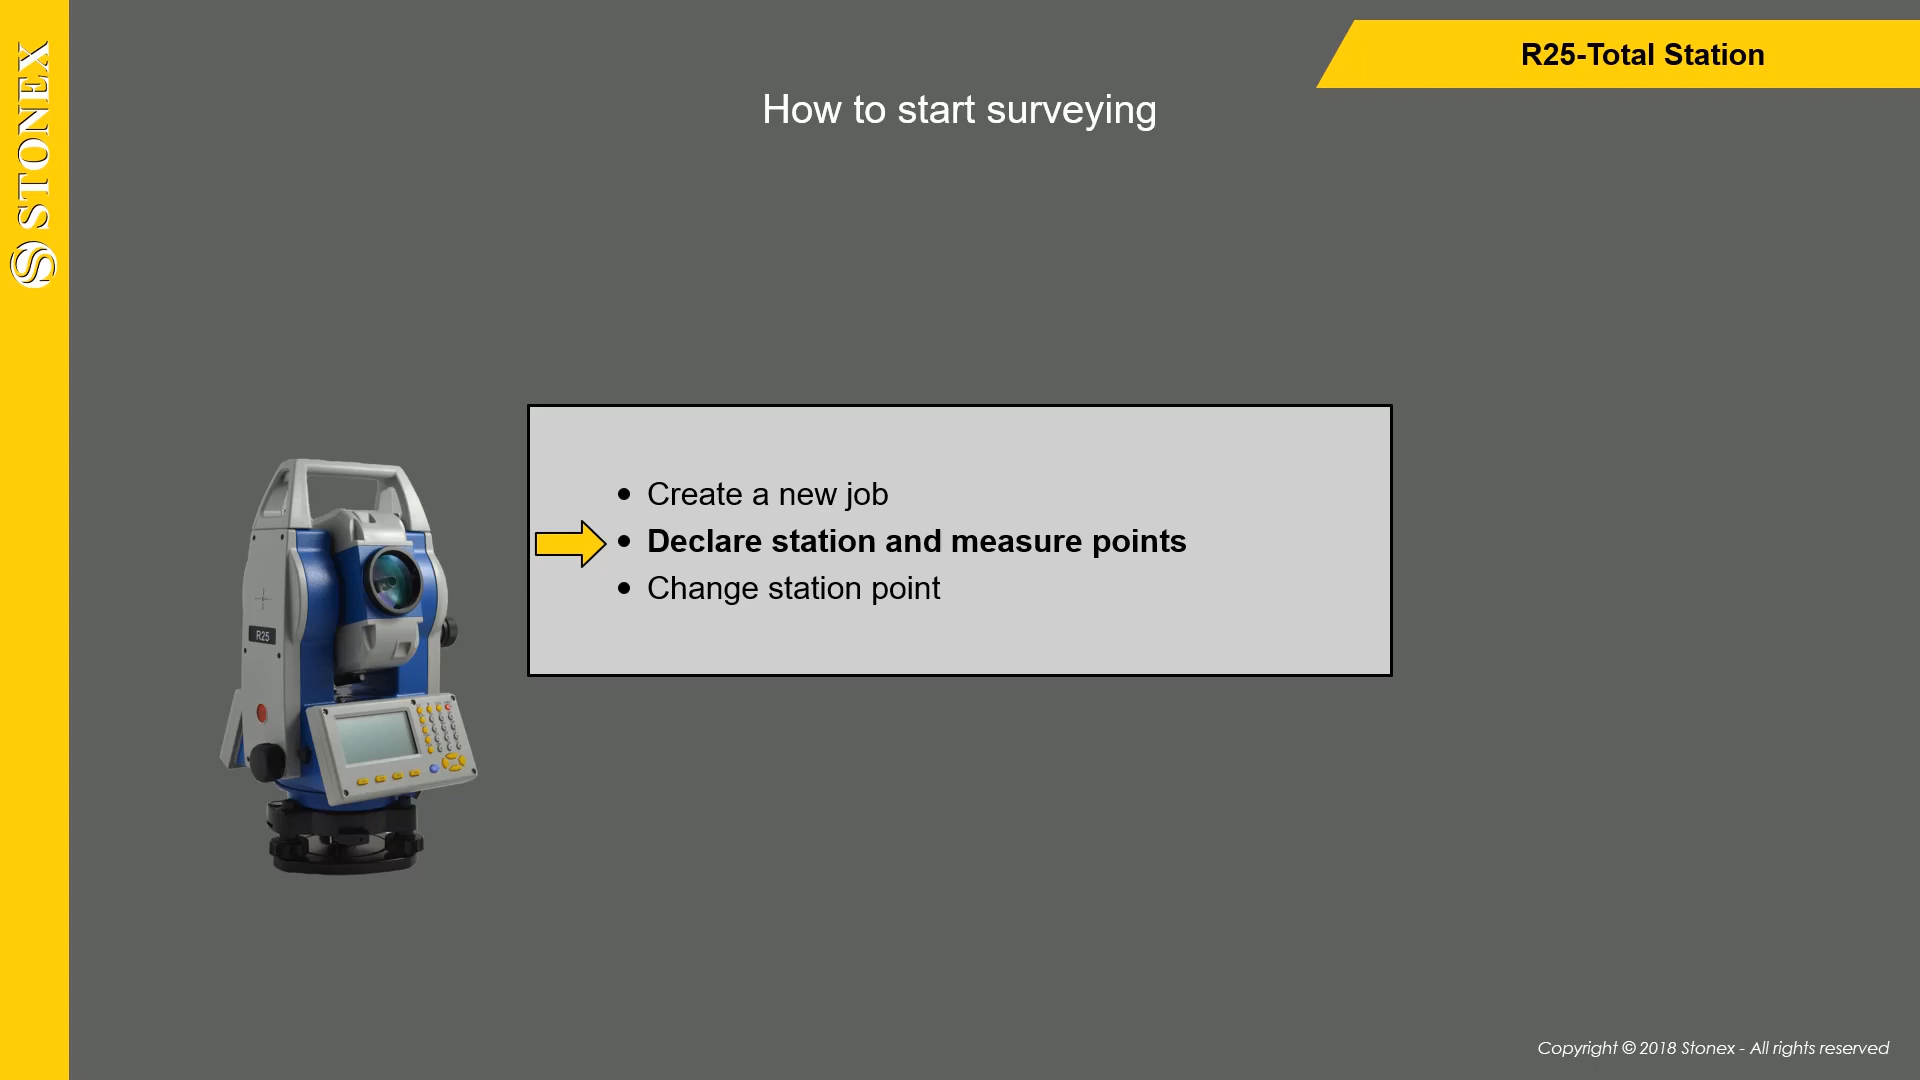 STONEX
R25-Total Station
How to start surveying
• Create a new job
• Declare station and measure points
• Change station point
R25
Copyright © 2018 Stonex - All rights reserved